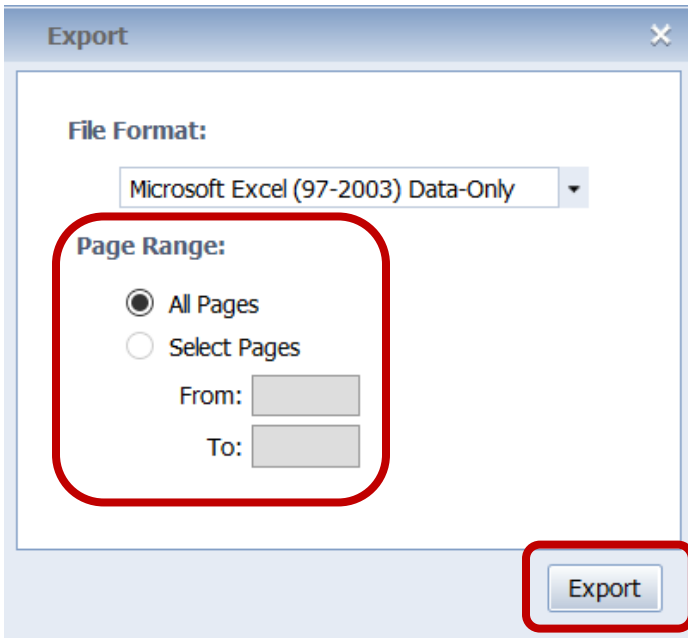 Export
File Format:
Microsoft Excel (97-2003) Data-Only
Page Range:
All Pages
Select Pages
From:
To:
Export